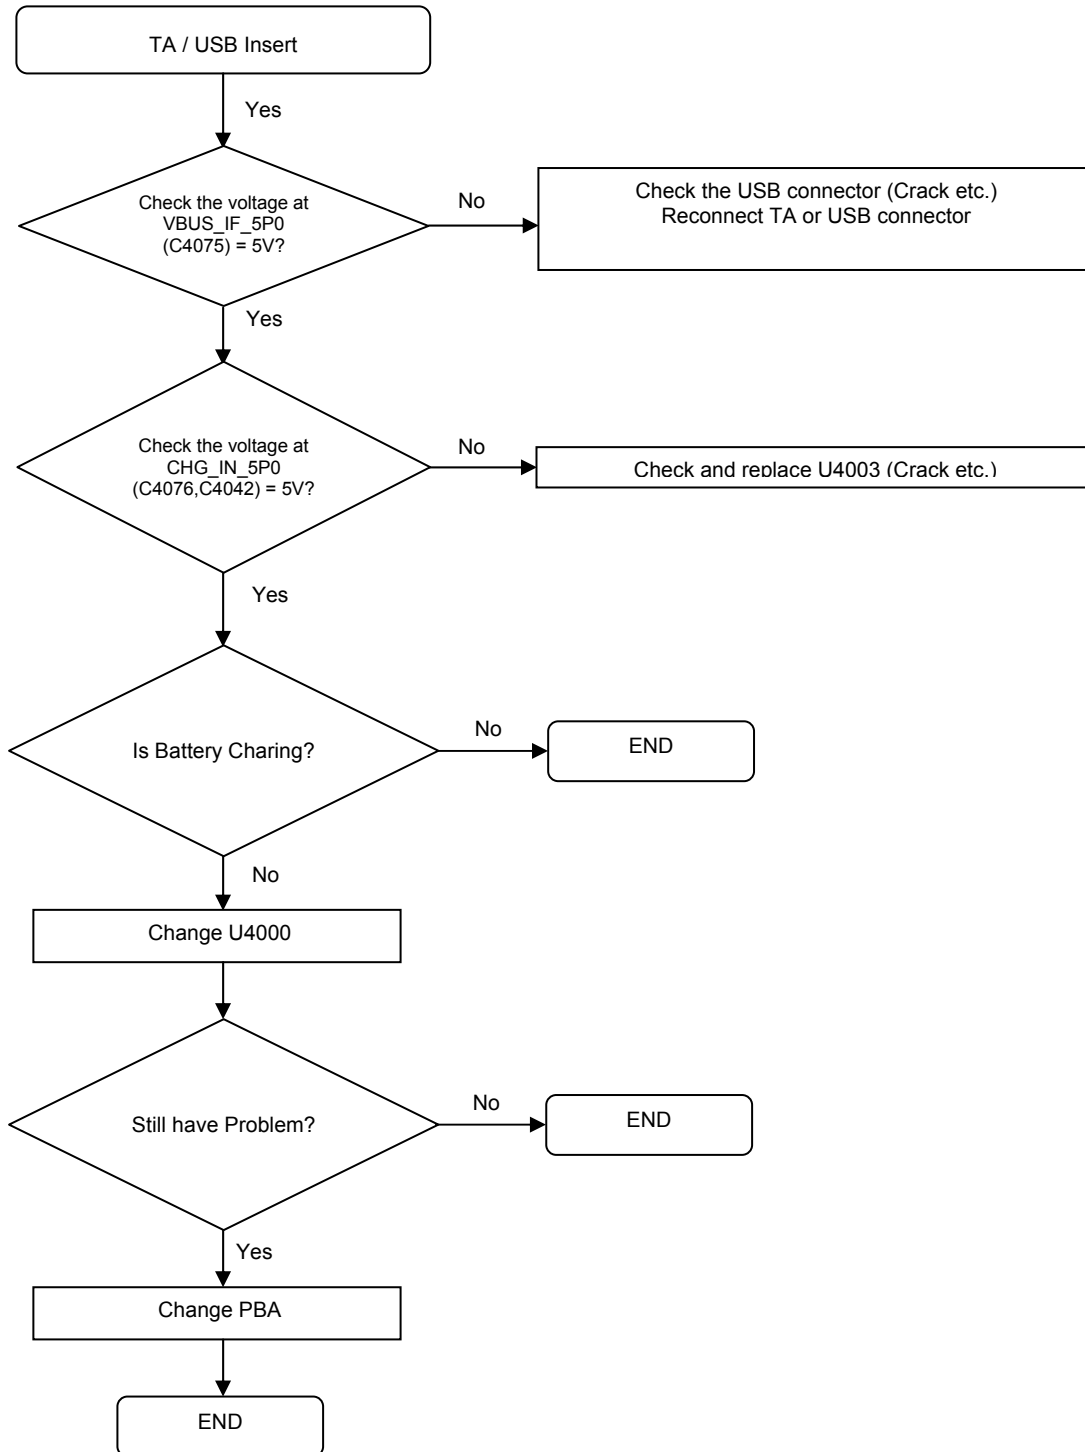 TA / USB Insert
Yes
Check the voltage at
VBUS_IF_5P0
(C4075) = 5V?
No
Check the USB connector (Crack etc.)
Reconnect TA or USB connector
Yes
Check the voltage at
CHG_IN_5P0
(C4076,C4042) = 5V?
No
Check and replace U4003 (Crack etc.)
Yes
Is Battery Charing?
No
END
No
Change U4000
Still have Problem?
No
END
Yes
Change PBA
END